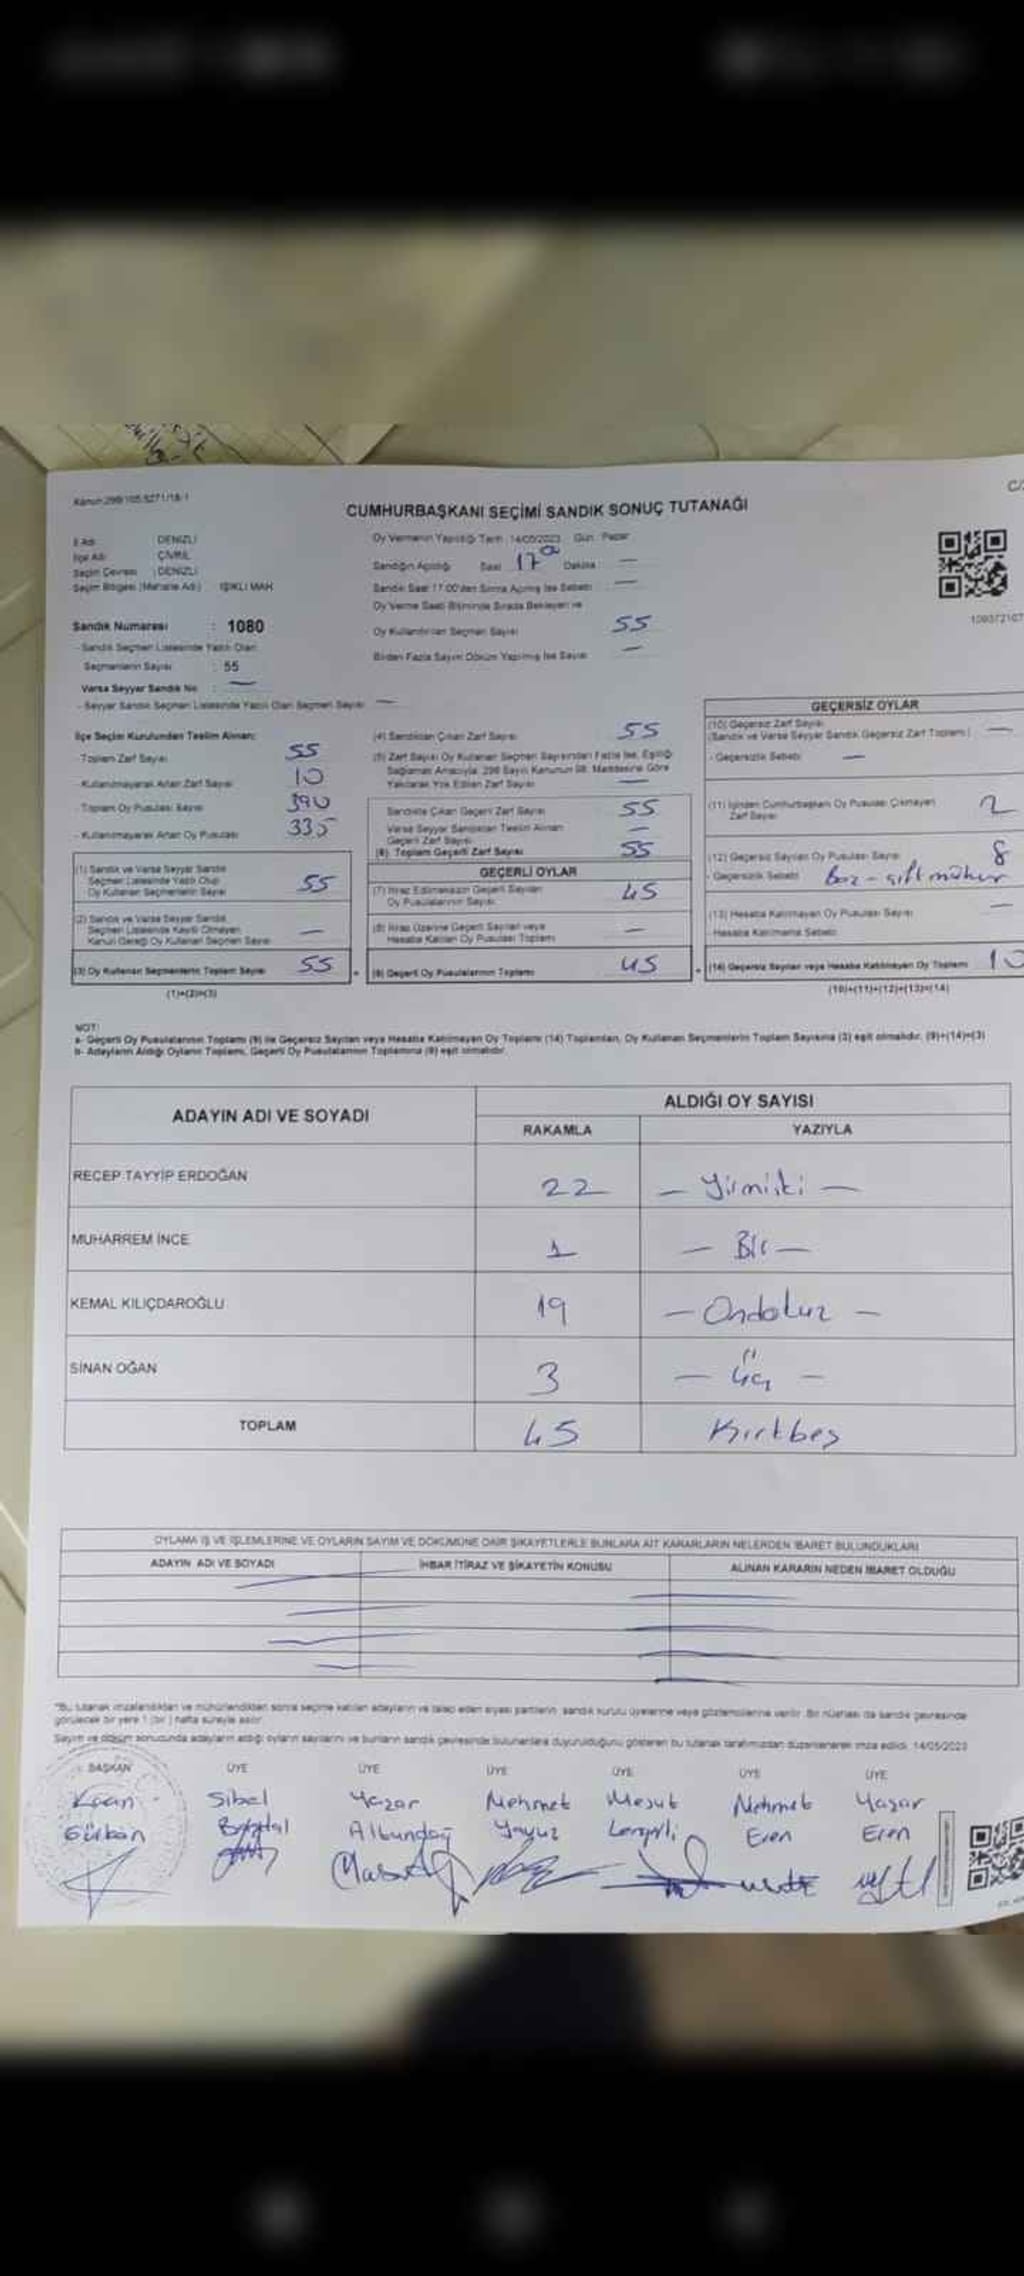 Kanun:298/105.5271/18-1
C/
CUMHURBAŞKANI SEÇİMİ SANDIK SONUÇ TUTANAĞI
İl Adı DENİZLİ
İlçe Adı ÇİVRİL
Seçim Çevresi : DENİZLİ
Seçim Bölgesi (Mahalle Adı) IŞIKLI MAH
Sandık Numarası : 1080
- Sandık Seçmen Listesinde Yazılı Olan
Seçmenlerin Sayısı : 55
Varsa Seyyar Sandık No : —
- Seyyar Sandık Seçmen Listesinde Yazılı Olan Seçmen Sayısı —
Oy Vermenin Yapıldığı Tarih : 14/05/2023 Gün : Pazar
Sandığın Açıldığı Saat 17 Dakika : —
Sandık Saat 17:00'den Sonra Açılmış İse Sebebi —
Oy Verme Saati Bitiminde Sırada Bekleyen ve
Oy Kullandırılan Seçmen Sayısı 55
Birden Fazla Sayım Döküm Yapılmış İse Sayısı —
İlçe Seçim Kurulundan Teslim Alınan:
- Toplam Zarf Sayısı 55
- Kullanılmayarak Artan Zarf Sayısı 10
- Toplam Oy Pusulası Sayısı 390
- Kullanılmayarak Artan Oy Pusulası 335
(1) Sandık ve Varsa Seyyar Sandık
Seçmen Listesinde Yazılı Olup
Oy Kullanan Seçmenlerin Sayısı 55
(2) Sandık ve Varsa Seyyar Sandık
Seçmen Listesinde Kayıtlı Olmayan
Kanun Gereği Oy Kullanan Seçmen Sayısı —
(3) Oy Kullanan Seçmenlerin Toplam Sayısı 55
(1)+(2)=(3)
(4) Sandıktan Çıkan Zarf Sayısı 55
(5) Zarf Sayısı Oy Kullanan Seçmen Sayısından Fazla İse, Eşitliği
Sağlamak Amacıyla, 298 Sayılı Kanunun 98. Maddesine Göre
Yakılarak Yok Edilen Zarf Sayısı —
Sandıkta Çıkan Geçerli Zarf Sayısı 55
Varsa Seyyar Sandıktan Teslim Alınan
Geçerli Zarf Sayısı —
(6) Toplam Geçerli Zarf Sayısı 55
GEÇERLİ OYLAR
(7) İtiraz Edilmeksizin Geçerli Sayılan
Oy Pusulalarının Sayısı 45
(8) İtiraz Üzerine Geçerli Sayılan veya
Hesaba Katılan Oy Pusulası Toplamı —
(9) Geçerli Oy Pusulalarının Toplamı 45
GEÇERSİZ OYLAR
(10) Geçersiz Zarf Sayısı
(Sandık ve Varsa Seyyar Sandık Geçersiz Zarf Toplamı) —
- Geçersizlik Sebebi —
(11) İçinden Cumhurbaşkanı Oy Pusulası Çıkmayan
Zarf Sayısı 2
(12) Geçersiz Sayılan Oy Pusulası Sayısı 8
- Geçersizlik Sebebi Boz - çift mühür
(13) Hesaba Katılmayan Oy Pusulası Sayısı —
- Hesaba Katılmama Sebebi
(14) Geçersiz Sayılan veya Hesaba Katılmayan Oy Toplamı 10
(10)+(11)+(12)+(13)=(14)
NOT:
a- Geçerli Oy Pusulalarının Toplamı (9) ile Geçersiz Sayılan veya Hesaba Katılmayan Oy Toplamı (14) Toplamları, Oy Kullanan Seçmenlerin Toplam Sayısına (3) eşit olmalıdır. (9)+(14)=(3)
b- Adayların Aldığı Oyların Toplamı, Geçerli Oy Pusulalarının Toplamına (9) eşit olmalıdır
ADAYIN ADI VE SOYADI
ALDIĞI OY SAYISI
RAKAMLA YAZIYLA
RECEP TAYYİP ERDOĞAN 22 — Yirmiiki —
MUHARREM İNCE 1 — Bir —
KEMAL KILIÇDAROĞLU 19 — Ondokuz —
SİNAN OĞAN 3 — Üç —
TOPLAM 45 Kırkbeş
OYLAMA İŞ VE İŞLEMLERİNE VE OYLARIN SAYIM VE DÖKÜMÜNE DAİR ŞİKAYETLERLE BUNLARA AİT KARARLARIN NELERDEN İBARET BULUNDUKLARI
ADAYIN ADI VE SOYADI İHBAR İTİRAZ VE ŞİKAYETİN KONUSU ALINAN KARARIN NEDEN İBARET OLDUĞU
*Bu tutanak imzalandıktan ve mühürlendikten sonra seçime katılan adayların ve talep eden siyasi partilerin sandık kurulu üyelerine veya gözlemcilerine verilir. Bir nüshası da sandık çevresinde
görülecek bir yere 1 (bir) hafta süreyle asılır.
Sayım ve döküm sonucunda adayların aldığı oyların sayılarını ve bunların sandık çevresinde bulunanlara duyurulduğunu gösteren bu tutanak tarafımızdan düzenlenerek imza edildi. 14/05/2023
BAŞKAN ÜYE ÜYE ÜYE ÜYE ÜYE ÜYE
Kaan Sibel Yazar Mehmet Mesut Mehmet Yaşar
Gürban Albundağ Yavuz Eren Eren